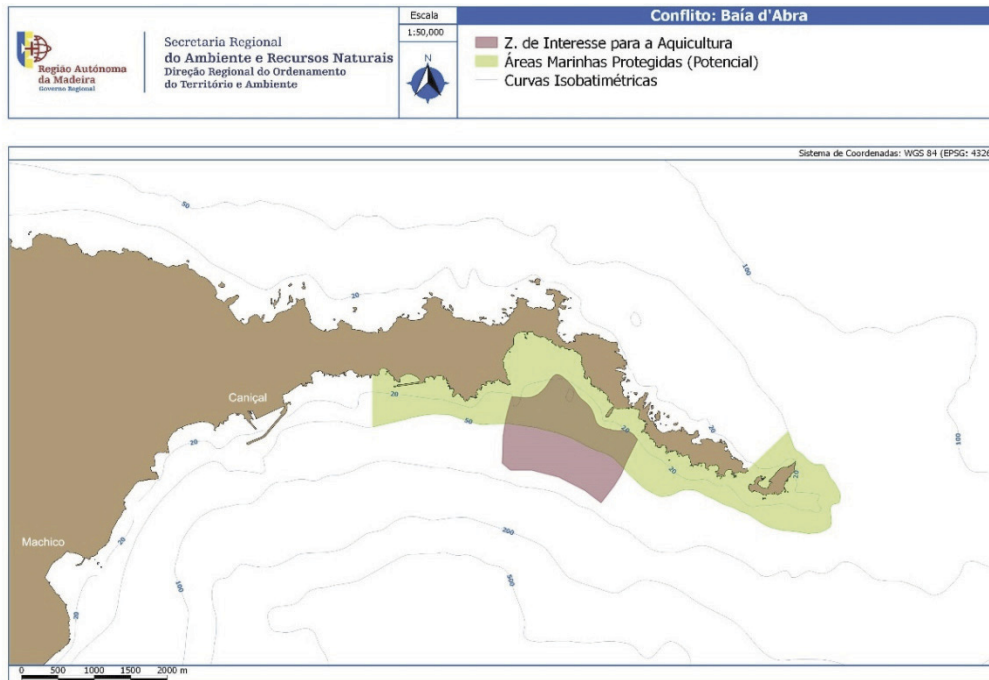 Região Autónoma
da Madeira
Governo Regional
Secretaria Regional
do Ambiente e Recursos Naturais
Direção Regional do Ordenamento
do Território e Ambiente
Escala
1:50,000
N
Conflito: Baía d'Abra
Z. de Interesse para a Aquicultura
Áreas Marinhas Protegidas (Potencial)
Curvas Isobatimétricas
Sistema de Coordenadas: WGS 84 (EPSG: 4326
50
100
20
Caniçal
20
50
20
20
100
20
20
20
Machico
200
20
100
500
0 500 1000 1500 2000 m